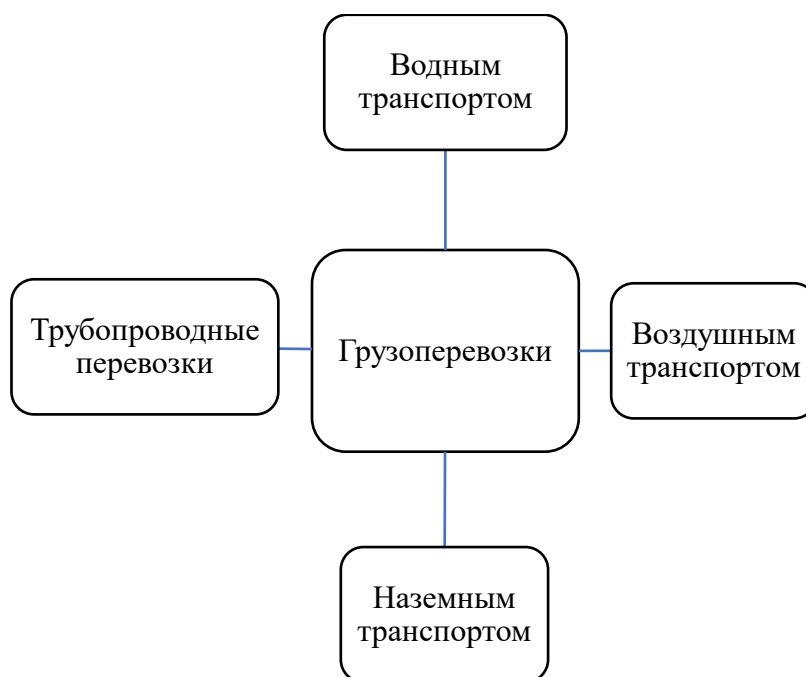 Водным
транспортом
Трубопроводные
перевозки
Грузоперевозки
Воздушным
транспортом
Наземным
транспортом